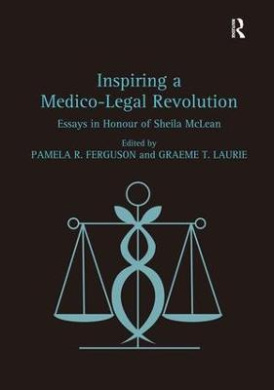 R
Inspiring a
Medico-Legal Revolution
Essays in Honour of Sheila McLean
Edited by
PAMELA R. FERGUSON and GRAEME T. LAURIE